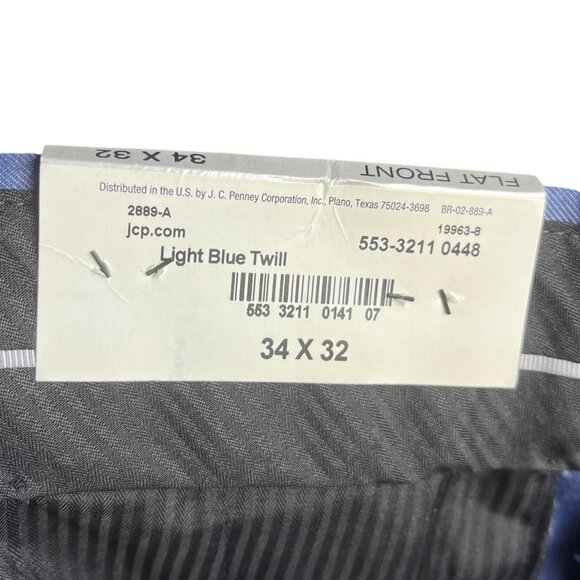 34 X 32 FLAT FRONT
Distributed in the U.S. by J. C. Penney Corporation, Inc., Plano, Texas 75024-3698 BR-02-889-A
2889-A 19963-8
jcp.com 553-3211 0448
Light Blue Twill
553 3211 0141 07
34 X 32